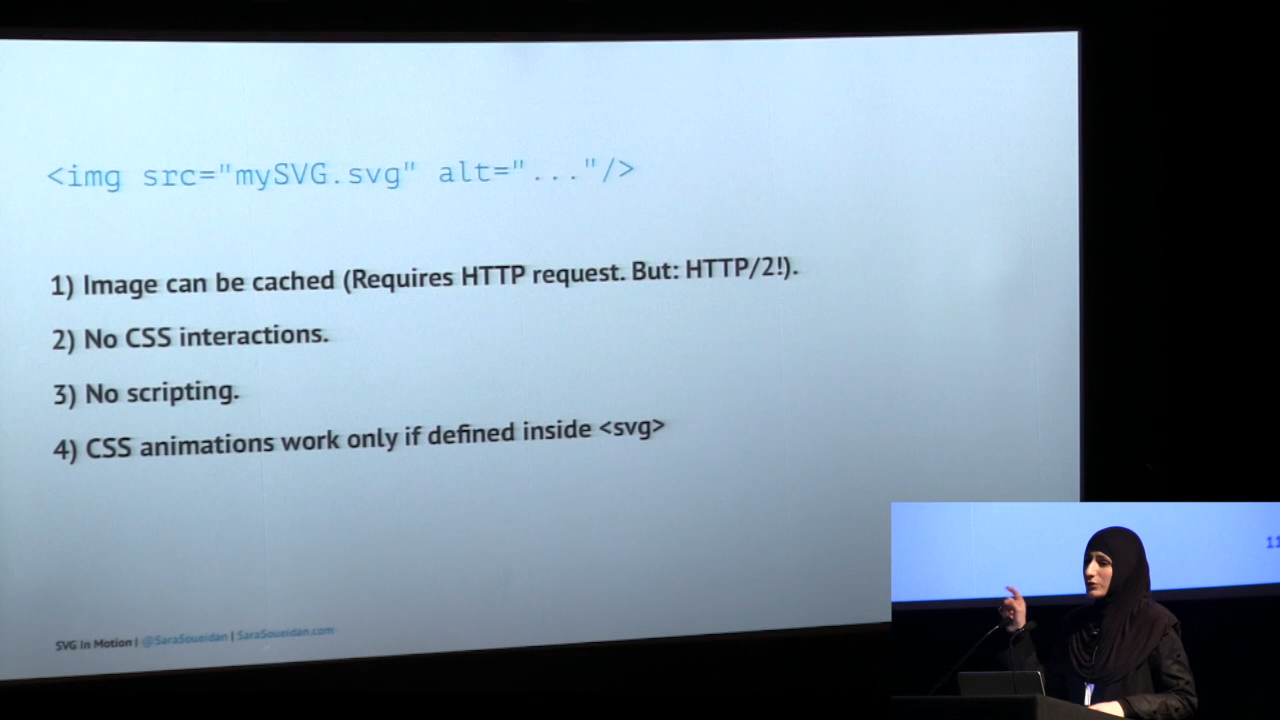 <img src="mySVG.svg" alt="..."/>
1) Image can be cached (Requires HTTP request. But: HTTP/2!).
2) No CSS interactions.
3) No scripting.
4) CSS animations work only if defined inside <svg>
SVG In Motion | @SaraSoueidan | SaraSoueidan.com
11